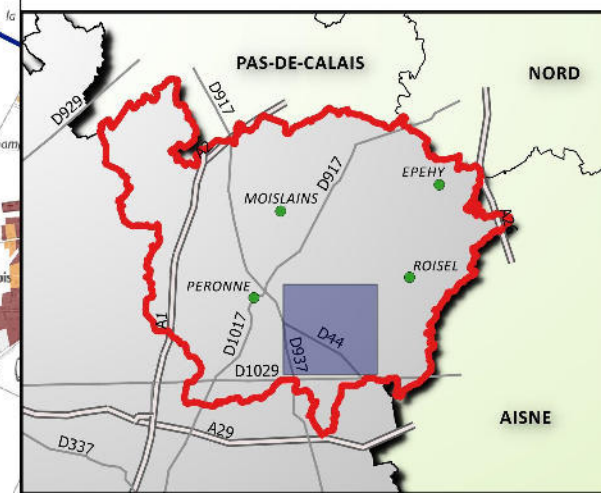 PAS-DE-CALAIS
NORD
D929
D917
A2
D917
EPEHY
MOISLAINS
A26
ROISEL
PERONNE
A1
D1017
D937
D44
D1029
A29
D337
AISNE